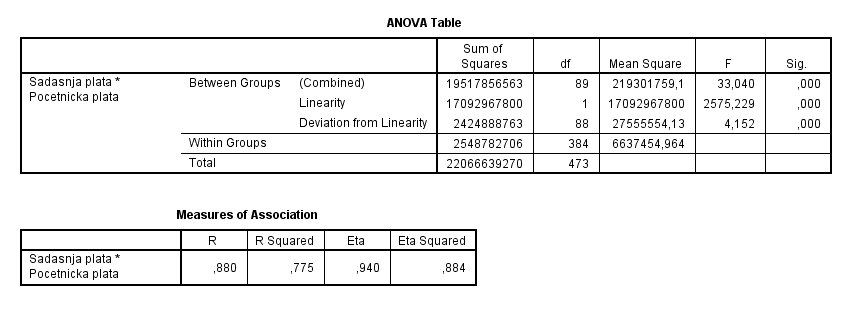 ANOVA Table
Sum of Squares df Mean Square F Sig.
Sadasnja plata * Pocetnicka plata Between Groups (Combined) 19517856563 89 219301759,1 33,040 ,000
Linearity 17092967800 1 17092967800 2575,229 ,000
Deviation from Linearity 2424888763 88 27555554,13 4,152 ,000
Within Groups 2548782706 384 6637454,964
Total 22066639270 473
Measures of Association
R R Squared Eta Eta Squared
Sadasnja plata * Pocetnicka plata ,880 ,775 ,940 ,884